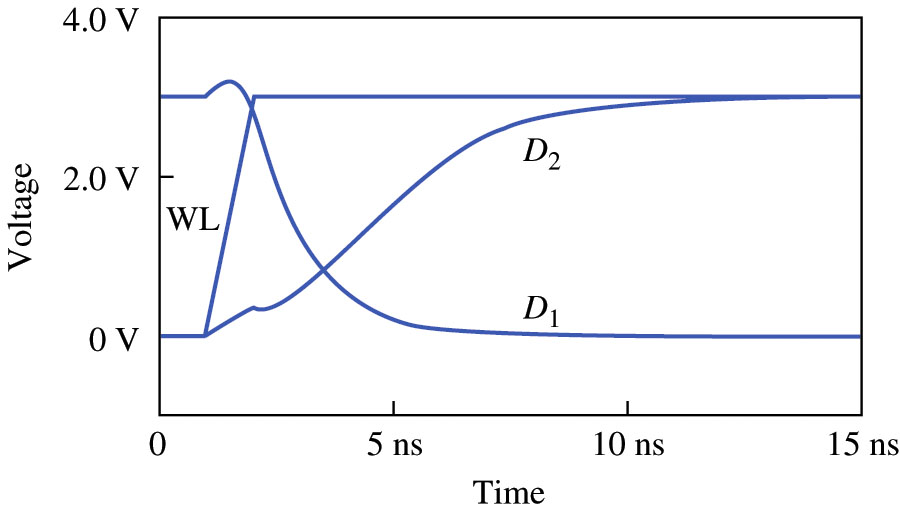 4.0 V
2.0 V
0 V
Voltage
WL
D₂
D₁
0
5 ns
10 ns
15 ns
Time